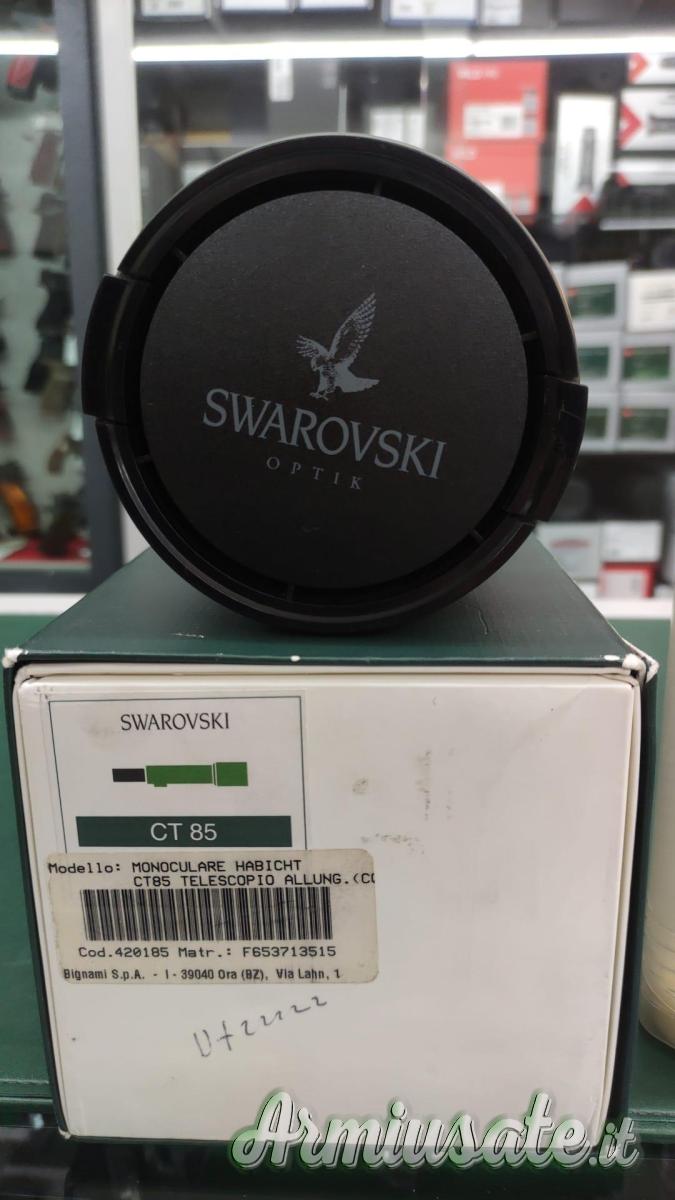 SWAROVSKI
OPTIK
SWAROVSKI
CT 85
Modello: MONOCULARE HABICHT
CT85 TELESCOPIO ALLUNG.(CO
Cod.420185 Matr.: F653713515
Bignami S.p.A. - I - 39040 Ora (BZ), Via Lahn, 1
Armiusate.it